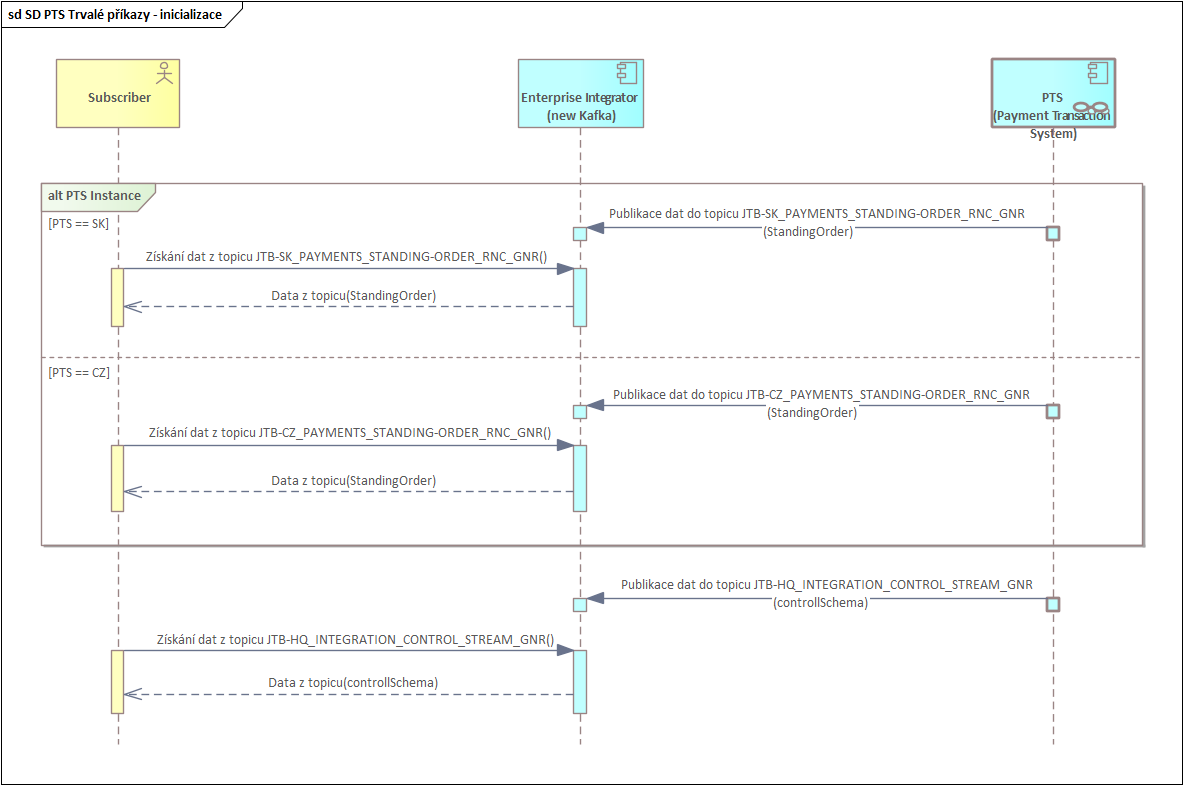 sd SD PTS Trvalé příkazy - inicializace
Subscriber
Enterprise Integrator
(new Kafka)
PTS
(Payment Transaction
System)
alt PTS Instance
[PTS == SK]
Publikace dat do topicu JTB-SK_PAYMENTS_STANDING-ORDER_RNC_GNR
(StandingOrder)
Získání dat z topicu JTB-SK_PAYMENTS_STANDING-ORDER_RNC_GNR()
Data z topicu(StandingOrder)
[PTS == CZ]
Publikace dat do topicu JTB-CZ_PAYMENTS_STANDING-ORDER_RNC_GNR
(StandingOrder)
Získání dat z topicu JTB-CZ_PAYMENTS_STANDING-ORDER_RNC_GNR()
Data z topicu(StandingOrder)
Publikace dat do topicu JTB-HQ_INTEGRATION_CONTROL_STREAM_GNR
(controllSchema)
Získání dat z topicu JTB-HQ_INTEGRATION_CONTROL_STREAM_GNR()
Data z topicu(controllSchema)